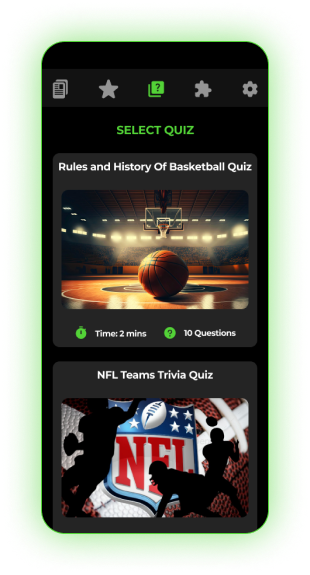 SELECT QUIZ
Rules and History Of Basketball Quiz
Time: 2 mins
10 Questions
NFL Teams Trivia Quiz
NFL